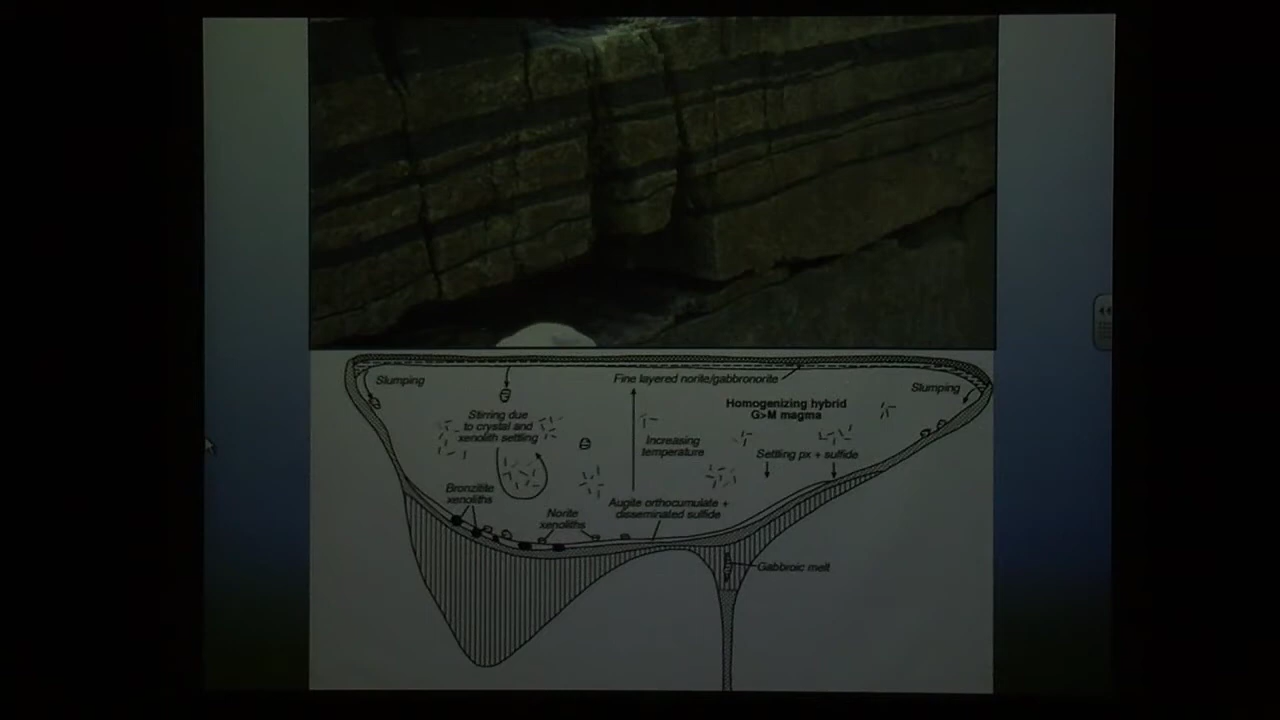 Slumping
Fine layered norite/gabbronorite
Slumping
Homogenizing hybrid
G>M magma
Stirring due
to crystal and
xenolith settling
Increasing
temperature
Settling px + sulfide
Bronzitite
xenoliths
Norite
xenoliths
Augite orthocumulate +
disseminated sulfide
Gabbroic melt